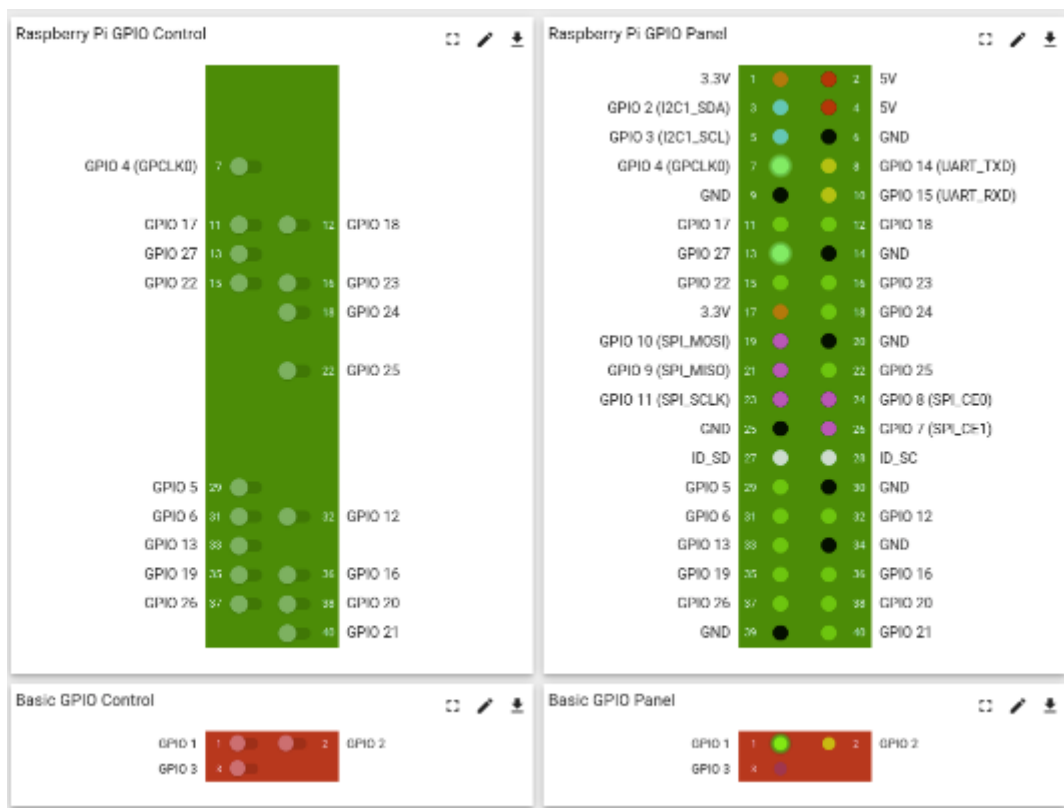 Raspberry Pi GPIO Control
GPIO 4 (GPCLK0) 7
GPIO 17 11 12 GPIO 18
GPIO 27 13
GPIO 22 15 16 GPIO 23
18 GPIO 24
22 GPIO 25
GPIO 5 29
GPIO 6 31 32 GPIO 12
GPIO 13 33
GPIO 19 35 36 GPIO 16
GPIO 26 37 38 GPIO 20
40 GPIO 21
Raspberry Pi GPIO Panel
3.3V 1 2 5V
GPIO 2 (I2C1_SDA) 3 4 5V
GPIO 3 (I2C1_SCL) 5 6 GND
GPIO 4 (GPCLK0) 7 8 GPIO 14 (UART_TXD)
GND 9 10 GPIO 15 (UART_RXD)
GPIO 17 11 12 GPIO 18
GPIO 27 13 14 GND
GPIO 22 15 16 GPIO 23
3.3V 17 18 GPIO 24
GPIO 10 (SPI_MOSI) 19 20 GND
GPIO 9 (SPI_MISO) 21 22 GPIO 25
GPIO 11 (SPI_SCLK) 23 24 GPIO 8 (SPI_CE0)
GND 25 26 GPIO 7 (SPI_CE1)
ID_SD 27 28 ID_SC
GPIO 5 29 30 GND
GPIO 6 31 32 GPIO 12
GPIO 13 33 34 GND
GPIO 19 35 36 GPIO 16
GPIO 26 37 38 GPIO 20
GND 39 40 GPIO 21
Basic GPIO Control
GPIO 1 1 2 GPIO 2
GPIO 3 3
Basic GPIO Panel
GPIO 1 1 2 GPIO 2
GPIO 3 3